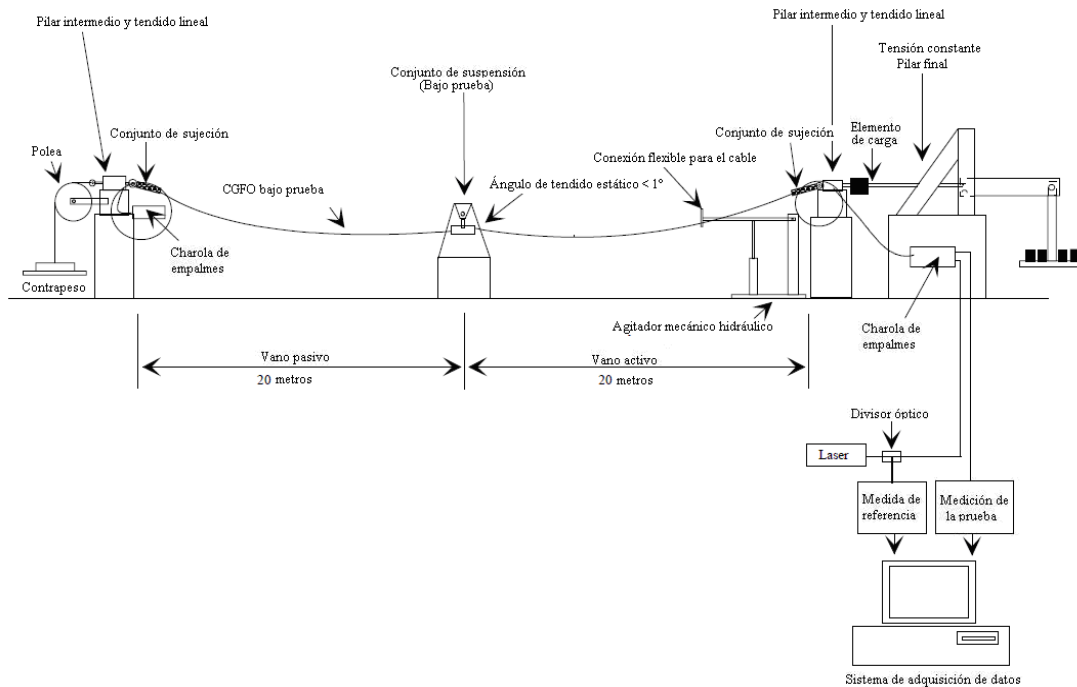 Pilar intermedio y tendido lineal
Pilar intermedio y tendido lineal
Tensión constante
Pilar final
Conjunto de suspensión
(Bajo prueba)
Conjunto de sujeción
Conjunto de sujeción
Elemento
de carga
Polea
Conexión flexible para el cable
CGFO bajo prueba
Ángulo de tendido estático < 1°
Charola de
empalmes
Contrapeso
Agitador mecánico hidráulico
Charola de
empalmes
Vano pasivo
20 metros
Vano activo
20 metros
Divisor óptico
Laser
Medida de
referencia
Medición de
la prueba
Sistema de adquisición de datos